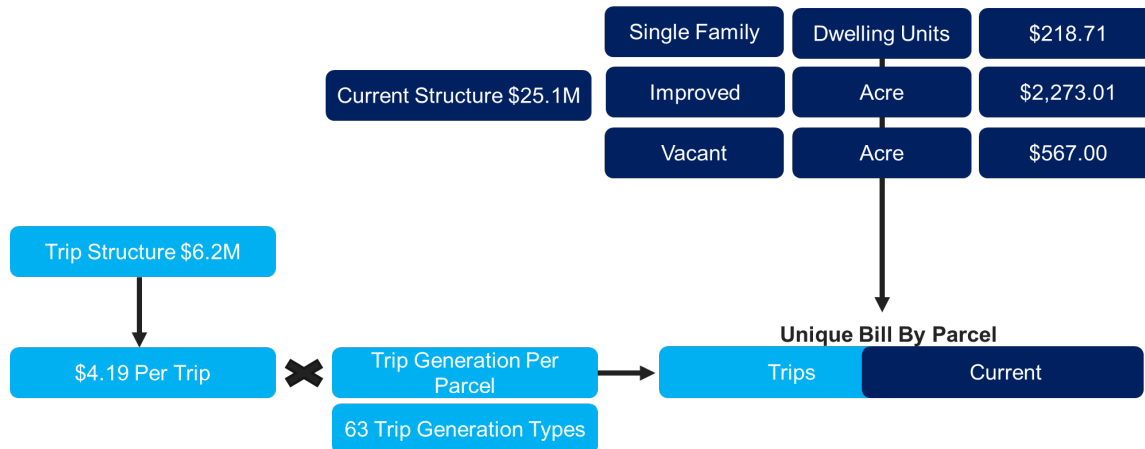 Single Family
Dwelling Units
$218.71
Current Structure $25.1M
Improved
Acre
$2,273.01
Vacant
Acre
$567.00
Trip Structure $6.2M
Unique Bill By Parcel
$4.19 Per Trip
Trip Generation Per
Parcel
Trips
Current
63 Trip Generation Types